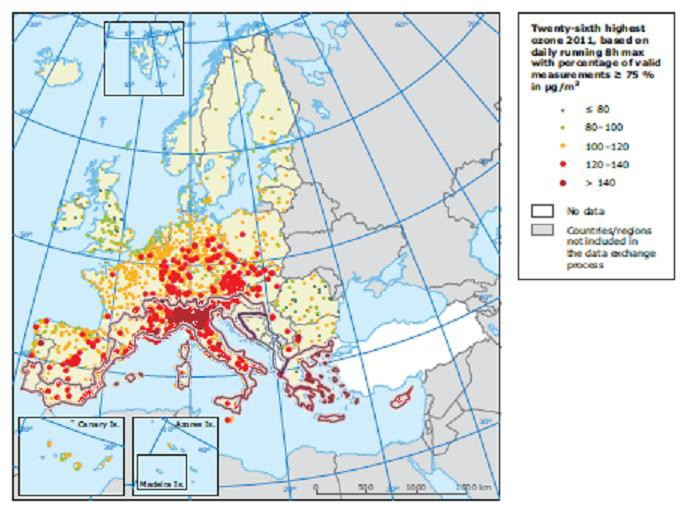 Twenty-sixth highest
ozone 2011, based on
daily running 8h max
with percentage of valid
measurements ≥ 75 %
in µg/m³
≤ 80
80–100
100–120
120–140
> 140
No data
Countries/regions
not included in
the data exchange
process
Canary Is.
Azores Is.
Madeira Is.
0 500 1000 1500 km